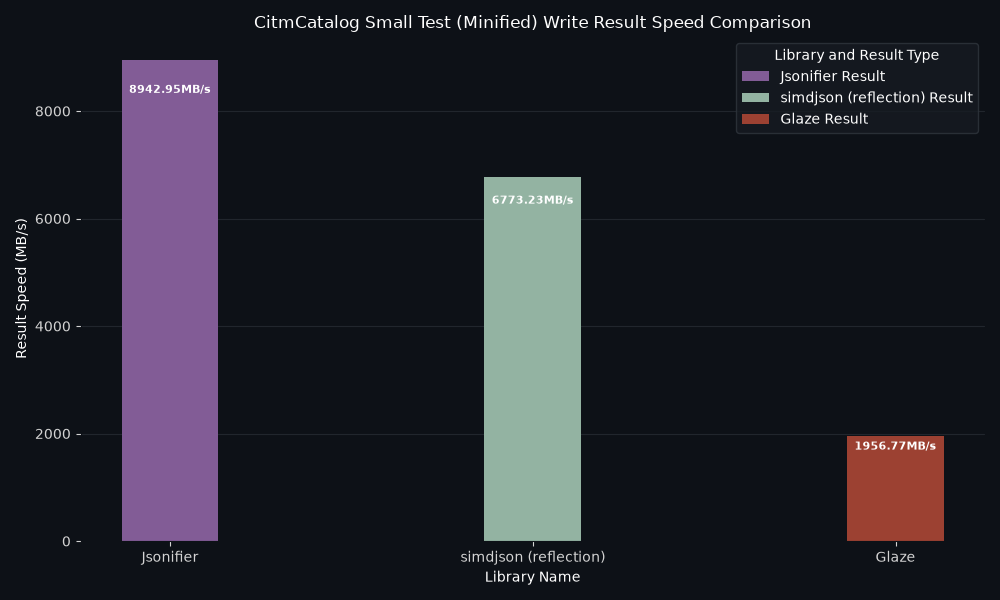 CitmCatalog Small Test (Minified) Write Result Speed Comparison
Library and Result Type
Jsonifier Result
simdjson (reflection) Result
Glaze Result
8942.95MB/s
6773.23MB/s
1956.77MB/s
Result Speed (MB/s)
8000
6000
4000
2000
0
Jsonifier
simdjson (reflection)
Glaze
Library Name